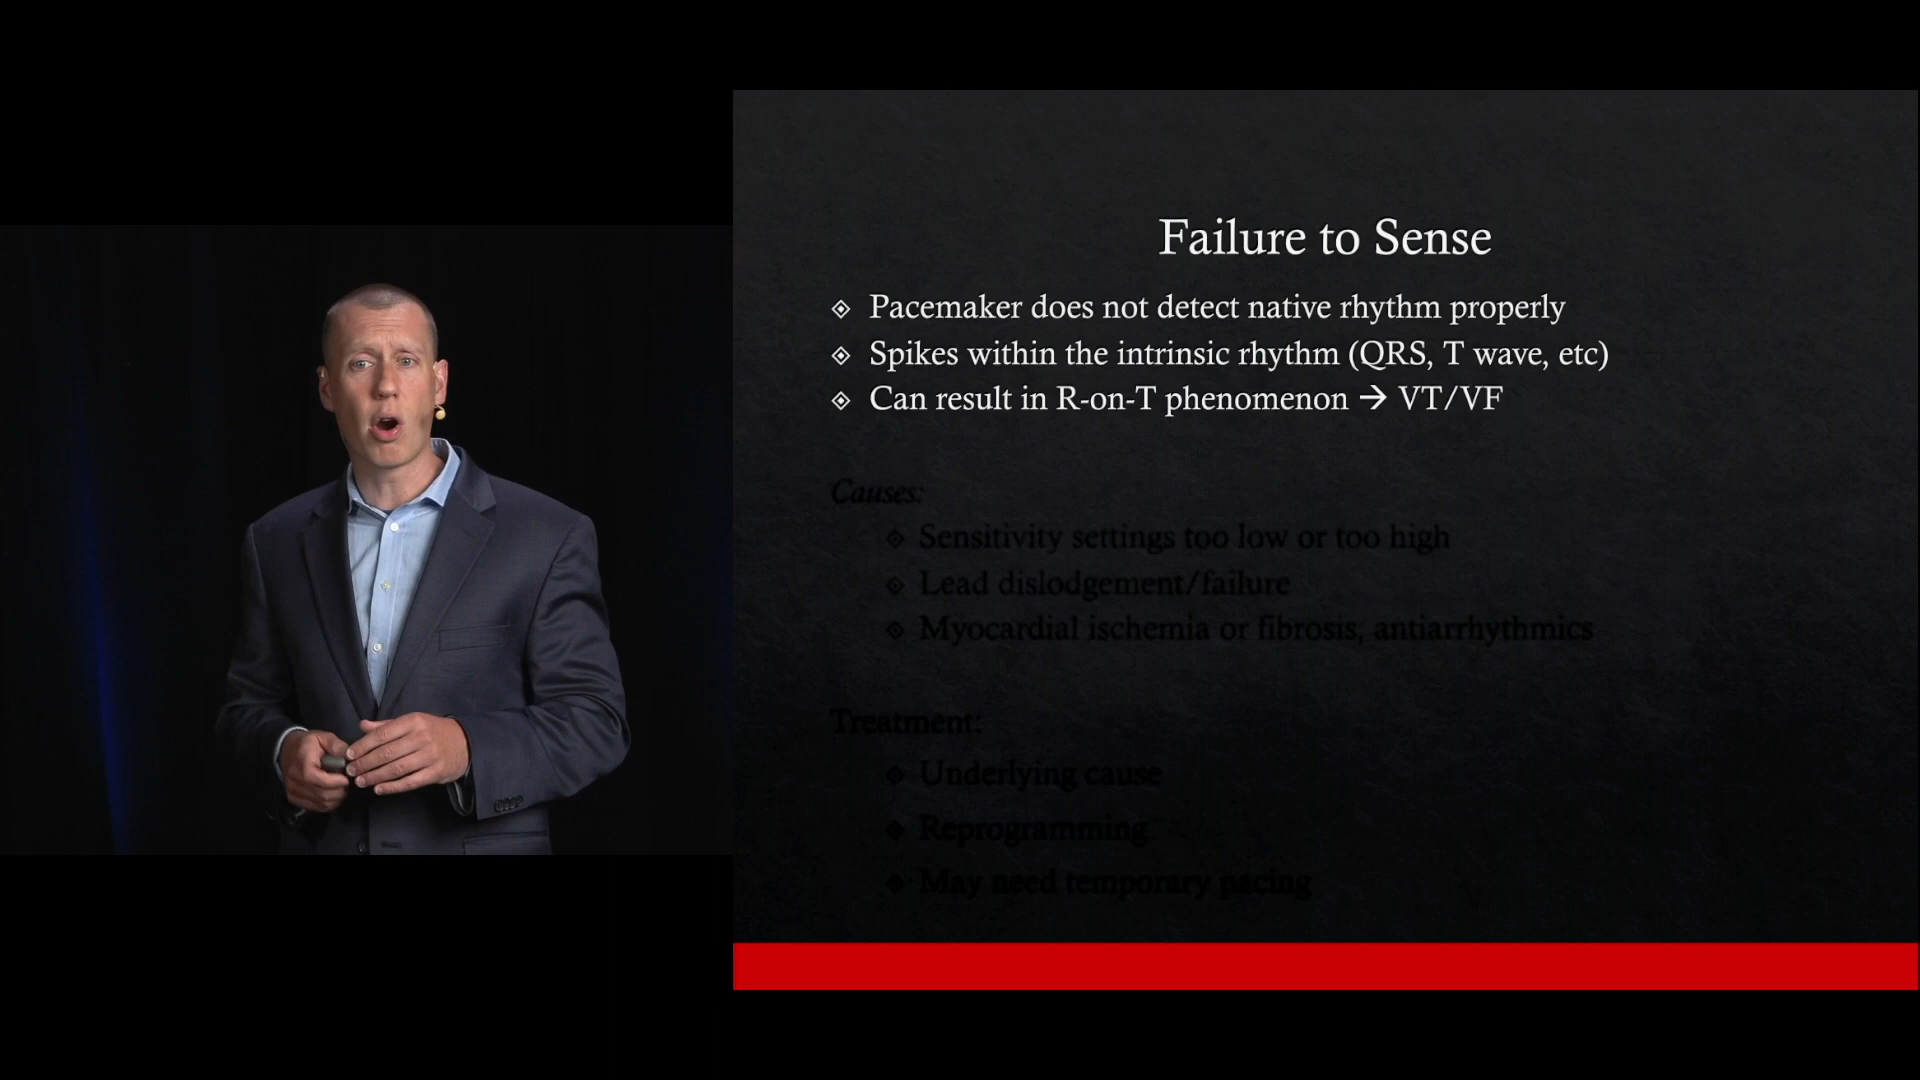 Failure to Sense
Pacemaker does not detect native rhythm properly
Spikes within the intrinsic rhythm (QRS, T wave, etc)
Can result in R-on-T phenomenon → VT/VF
Causes:
Sensitivity settings too low or too high
Lead dislodgement/failure
Myocardial ischemia or fibrosis, antiarrhythmics
Treatment:
Underlying cause
Reprogramming
May need temporary pacing